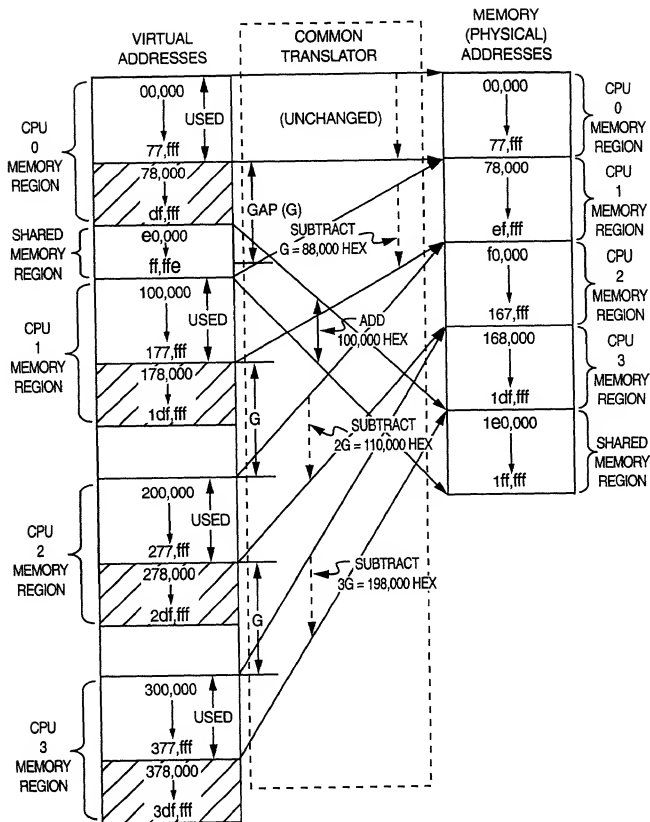 VIRTUAL
ADDRESSES
COMMON
TRANSLATOR
MEMORY
(PHYSICAL)
ADDRESSES
CPU
0
MEMORY
REGION
00,000
77,fff
USED
78,000
df,fff
SHARED
MEMORY
REGION
e0,000
ff,ffe
CPU
1
MEMORY
REGION
100,000
177,fff
USED
178,000
1df,fff
CPU
2
MEMORY
REGION
200,000
277,fff
USED
278,000
2df,fff
CPU
3
MEMORY
REGION
300,000
377,fff
USED
378,000
3df,fff
(UNCHANGED)
GAP (G)
SUBTRACT
G = 88,000 HEX
ADD
100,000 HEX
G
SUBTRACT
2G = 110,000 HEX
G
SUBTRACT
3G = 198,000 HEX
00,000
77,fff
CPU
0
MEMORY
REGION
78,000
ef,fff
CPU
1
MEMORY
REGION
f0,000
167,fff
CPU
2
MEMORY
REGION
168,000
1df,fff
CPU
3
MEMORY
REGION
1e0,000
1ff,fff
SHARED
MEMORY
REGION